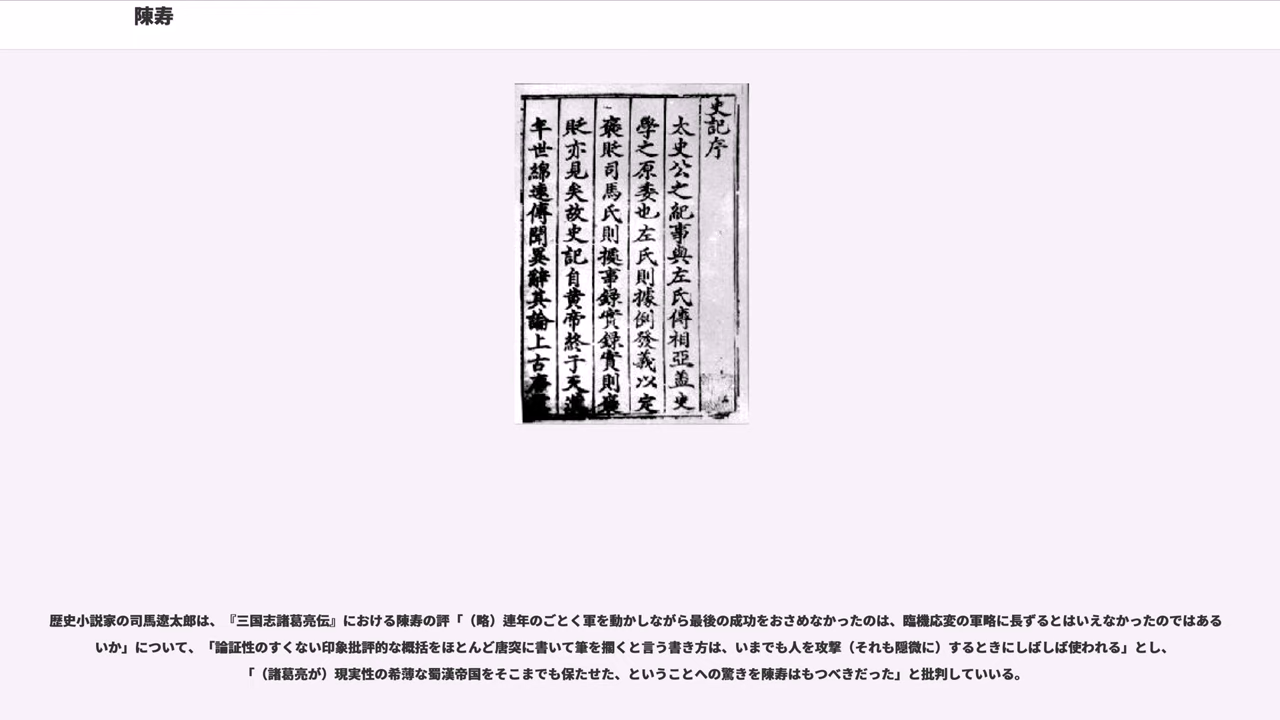 陳寿
史記序
太史公之紀事與左氏傳相亞蓋史
學之原委也左氏則據例發義以定
褒貶司馬氏則據事錄實錄實則褒
貶亦見矣故史記自黄帝終于天漢
年世綿遠傳聞異辭其論上古
歴史小説家の司馬遼太郎は、『三国志諸葛亮伝』における陳寿の評「（略）連年のごとく軍を動かしながら最後の成功をおさめなかったのは、臨機応変の軍略に長ずるとはいえなかったのではある
いか」について、「論証性のすくない印象批評的な概括をほとんど唐突に書いて筆を擱くと言う書き方は、いまでも人を攻撃（それも隠微に）するときにしばしば使われる」とし、
「（諸葛亮が）現実性の希薄な蜀漢帝国をそこまでも保たせた、ということへの驚きを陳寿はもつべきだった」と批判していいる。